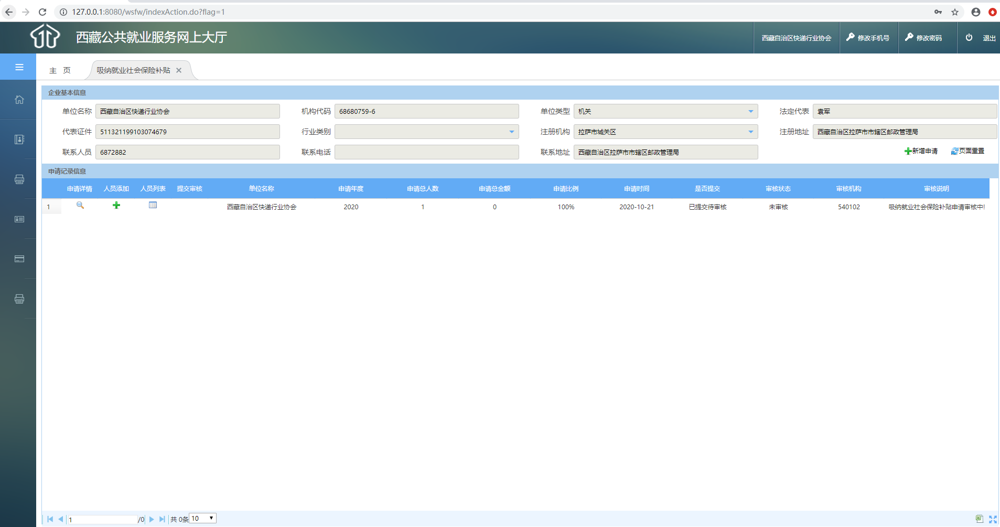 127.0.0.1:8080/wsfw/indexAction.do?flag=1
西藏公共就业服务网上大厅
西藏自治区快递行业协会 修改手机号 修改密码 退出
主 页 吸纳就业社会保险补贴
企业基本信息
单位名称 西藏自治区快递行业协会 机构代码 68680759-6 单位类型 机关 法定代表 袁军
代表证件 511321199103074679 行业类别 注册机构 拉萨市城关区 注册地址 西藏自治区拉萨市市辖区邮政管理局
联系人员 6872882 联系电话 联系地址 西藏自治区拉萨市市辖区邮政管理局 新增申请 页面重置
申请记录信息
申请详情 人员添加 人员列表 提交审核 单位名称 申请年度 申请总人数 申请总金额 申请比例 申请时间 是否提交 审核状态 审核机构 审核说明
1 西藏自治区快递行业协会 2020 1 0 100% 2020-10-21 已提交待审核 未审核 540102 吸纳就业社会保险补贴申请审核中!
1 /0 共 0条 10